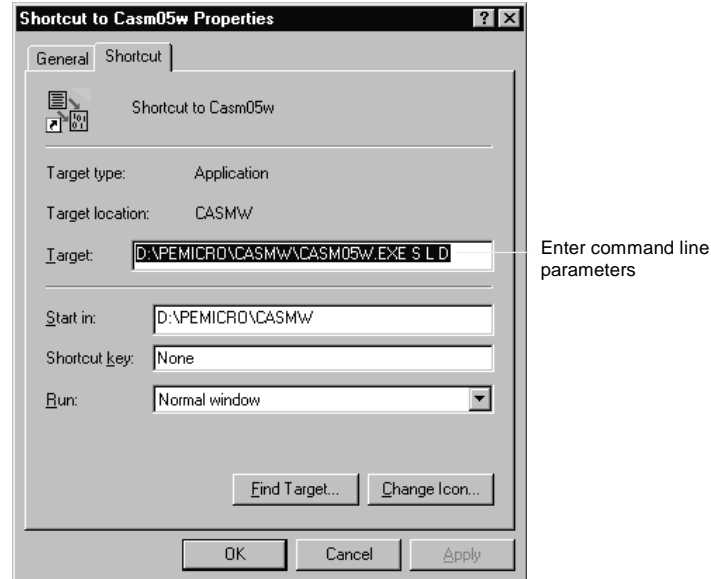 Shortcut to Casm05w Properties
General Shortcut
Shortcut to Casm05w
Target type: Application
Target location: CASMW
Target: D:\PEMICRO\CASMW\CASM05W.EXE S L D
Enter command line
parameters
Start in: D:\PEMICRO\CASMW
Shortcut key: None
Run: Normal window
Find Target... Change Icon...
OK Cancel Apply